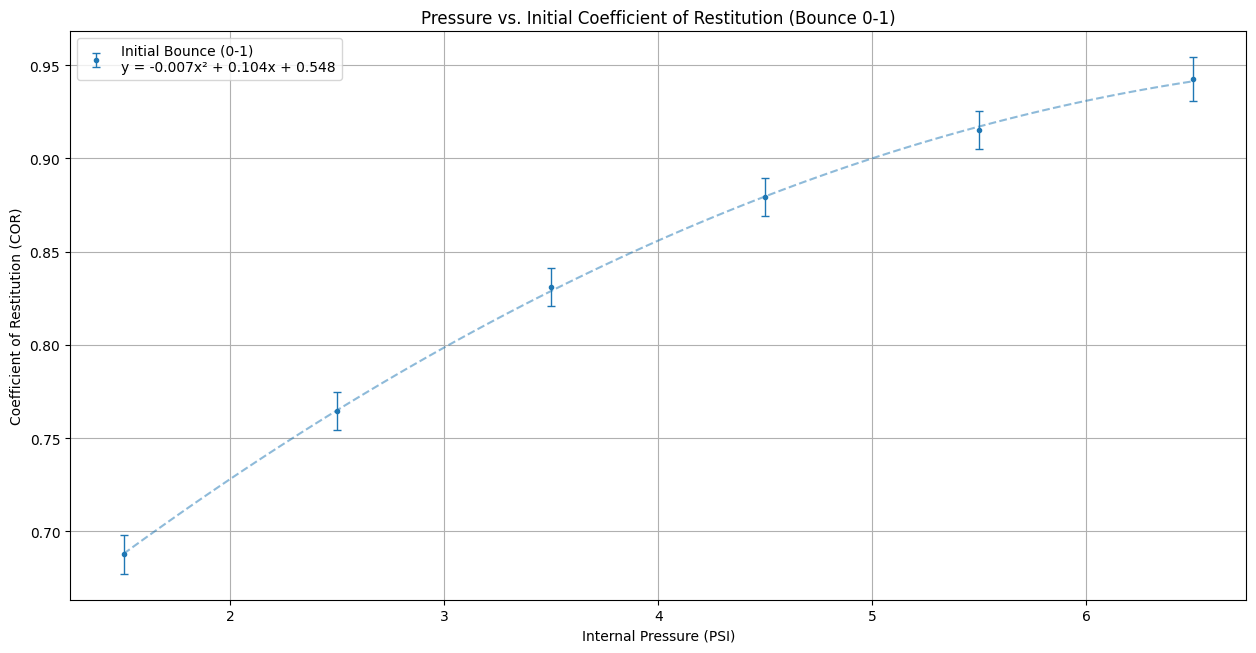 Pressure vs. Initial Coefficient of Restitution (Bounce 0-1)
Initial Bounce (0-1)
y = -0.007x² + 0.104x + 0.548
Coefficient of Restitution (COR)
0.95
0.90
0.85
0.80
0.75
0.70
2 3 4 5 6
Internal Pressure (PSI)